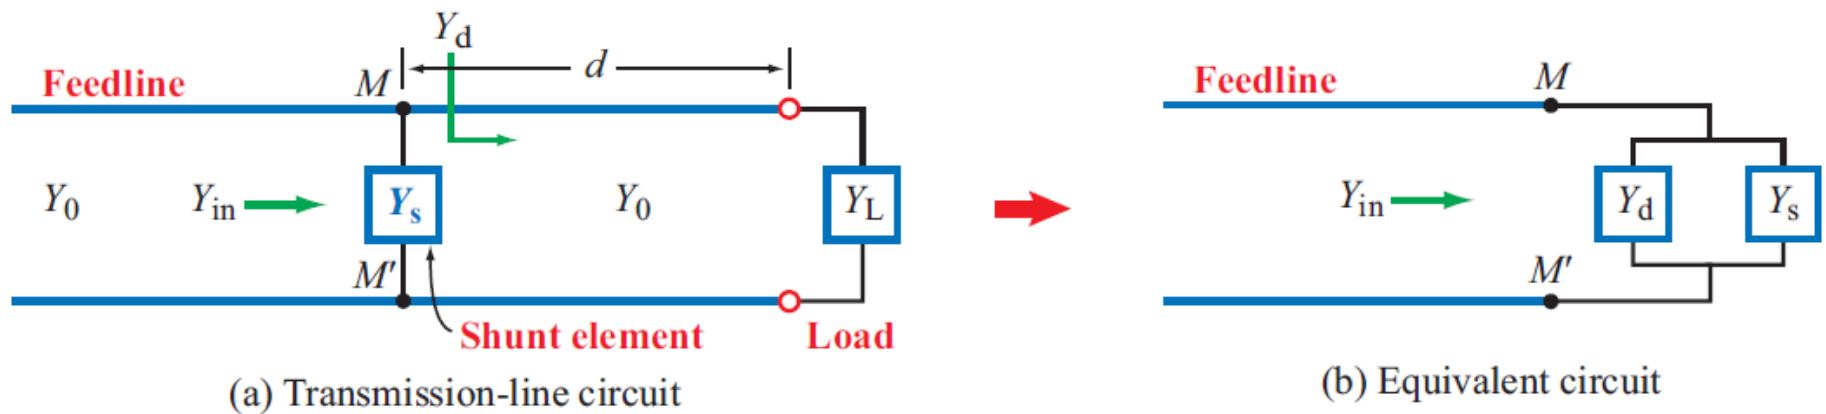 Y_d
d
Feedline
M
Y_0
Y_in
Y_s
Y_0
Y_L
M′
Shunt element
Load
(a) Transmission-line circuit
Feedline
M
Y_in
Y_d
Y_s
M′
(b) Equivalent circuit